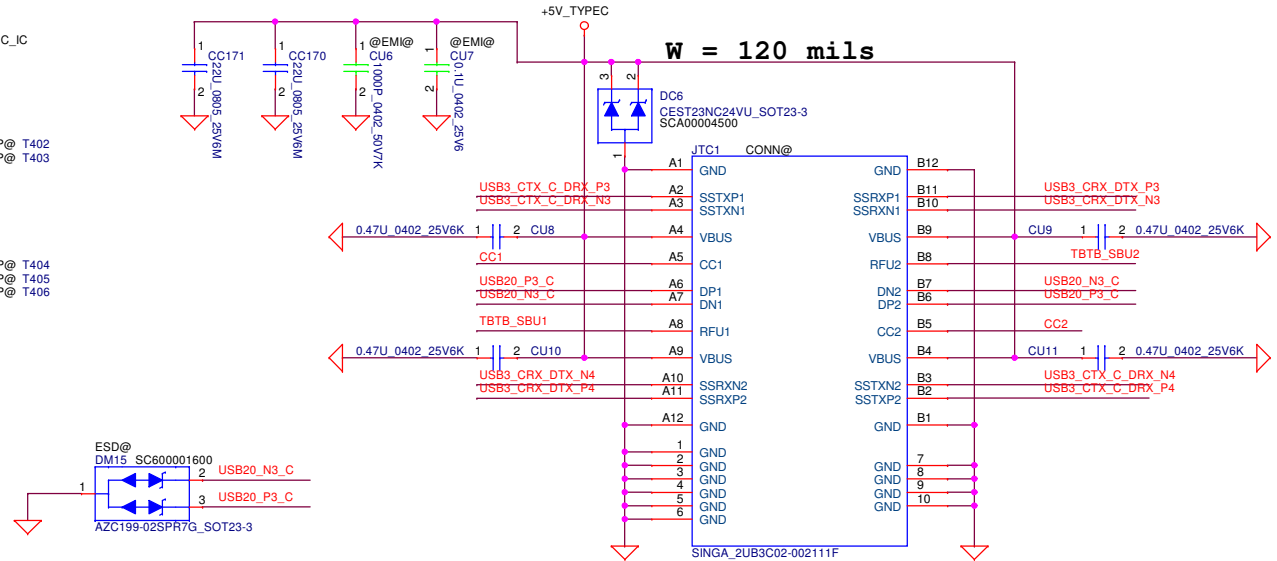 C_IC
+5V_TYPEC
W = 120 mils
1
CC171
22U_0805_25V6M
2
1
CC170
22U_0805_25V6M
2
@EMI@
1
CU6
1000P_0402_50V7K
2
@EMI@
1
CU7
0.1U_0402_25V6
2
3
2
DC6
CEST23NC24VU_SOT23-3
SCA00004500
1
P@ T402
P@ T403
P@ T404
P@ T405
P@ T406
JTC1 CONN@
A1 GND GND B12
USB3_CTX_C_DRX_P3 A2 SSTXP1 SSRXP1 B11 USB3_CRX_DTX_P3
USB3_CTX_C_DRX_N3 A3 SSTXN1 SSRXN1 B10 USB3_CRX_DTX_N3
0.47U_0402_25V6K 1 2 CU8 A4 VBUS VBUS B9 CU9 1 2 0.47U_0402_25V6K
CC1 A5 CC1 RFU2 B8 TBTB_SBU2
USB20_P3_C A6 DP1 DN2 B7 USB20_N3_C
USB20_N3_C A7 DN1 DP2 B6 USB20_P3_C
TBTB_SBU1 A8 RFU1 CC2 B5 CC2
0.47U_0402_25V6K 1 2 CU10 A9 VBUS VBUS B4 CU11 1 2 0.47U_0402_25V6K
USB3_CRX_DTX_N4 A10 SSRXN2 SSTXN2 B3 USB3_CTX_C_DRX_N4
USB3_CRX_DTX_P4 A11 SSRXP2 SSTXP2 B2 USB3_CTX_C_DRX_P4
A12 GND GND B1
1 GND
2 GND GND 7
3 GND GND 8
4 GND GND 9
5 GND GND 10
6 GND
SINGA_2UB3C02-002111F
ESD@
DM15 SC600001600
1
2 USB20_N3_C
3 USB20_P3_C
AZC199-02SPR7G_SOT23-3